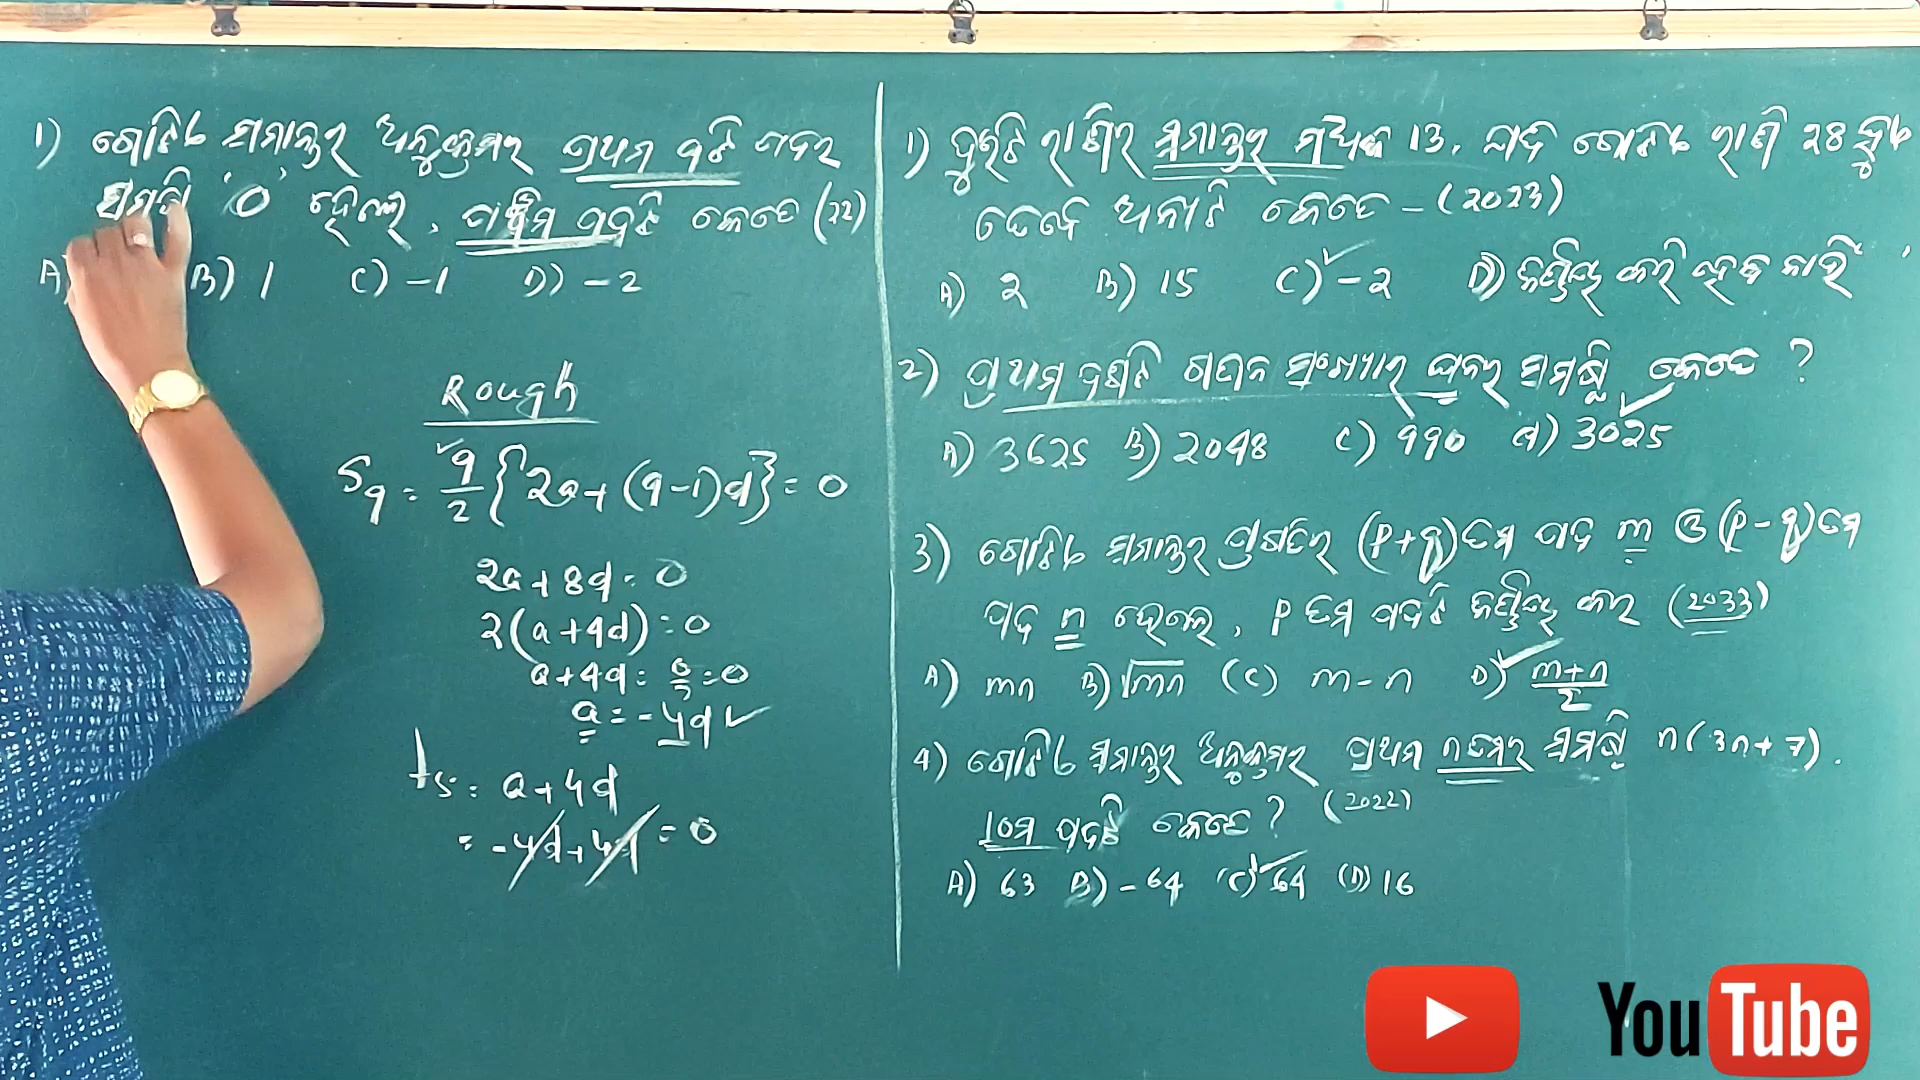 1) ଗୋଟିଏ ସମାନ୍ତର ଅନୁକ୍ରମର ପ୍ରଥମ ୯ଟି ପଦର
ସମଷ୍ଟି '0' ହେଲେ, ପଞ୍ଚମ ପଦଟି କେତେ (22)
A) B) 1 C) -1 D) -2
Rough
S₉ = 9/2 {2a + (9-1)d} = 0
2a + 8d = 0
2(a + 4d) = 0
a + 4d = 0/2 = 0
a = -4d ✓
t₅ = a + 4d
= -4d + 4d = 0
1) ଦୁଇଟି ରାଶିର ସମାନ୍ତର ମଧ୍ୟକ 13, ଯଦି ଗୋଟିଏ ରାଶି 28 ହୁଏ
ତେବେ ଅନ୍ୟଟି କେତେ - (2023)
A) 2 B) 15 C) ✓ -2 D) ନିର୍ଣ୍ଣୟ କରି ହେବ ନାହିଁ
2) ପ୍ରଥମ ଦଶଟି ଗଣନ ସଂଖ୍ୟାର ଘନର ସମଷ୍ଟି କେତେ ?
A) 3625 B) 2048 C) 990 d) 3025 ✓
3) ଗୋଟିଏ ସମାନ୍ତର ପ୍ରଗତିର (p+q)ତମ ପଦ m ଓ (p-q)ତମ
ପଦ n ହେଲେ, p ତମ ପଦଟି ନିର୍ଣ୍ଣୟ କର (2033)
A) mn B) √mn (C) m-n D) ✓ m+n/2
4) ଗୋଟିଏ ସମାନ୍ତର ଅନୁକ୍ରମର ପ୍ରଥମ n ପଦର ସମଷ୍ଟି n(3n+7).
10ମ ପଦଟି କେତେ ? (2022)
A) 63 B) -64 (C) ✓ 64 (D) 16
YouTube